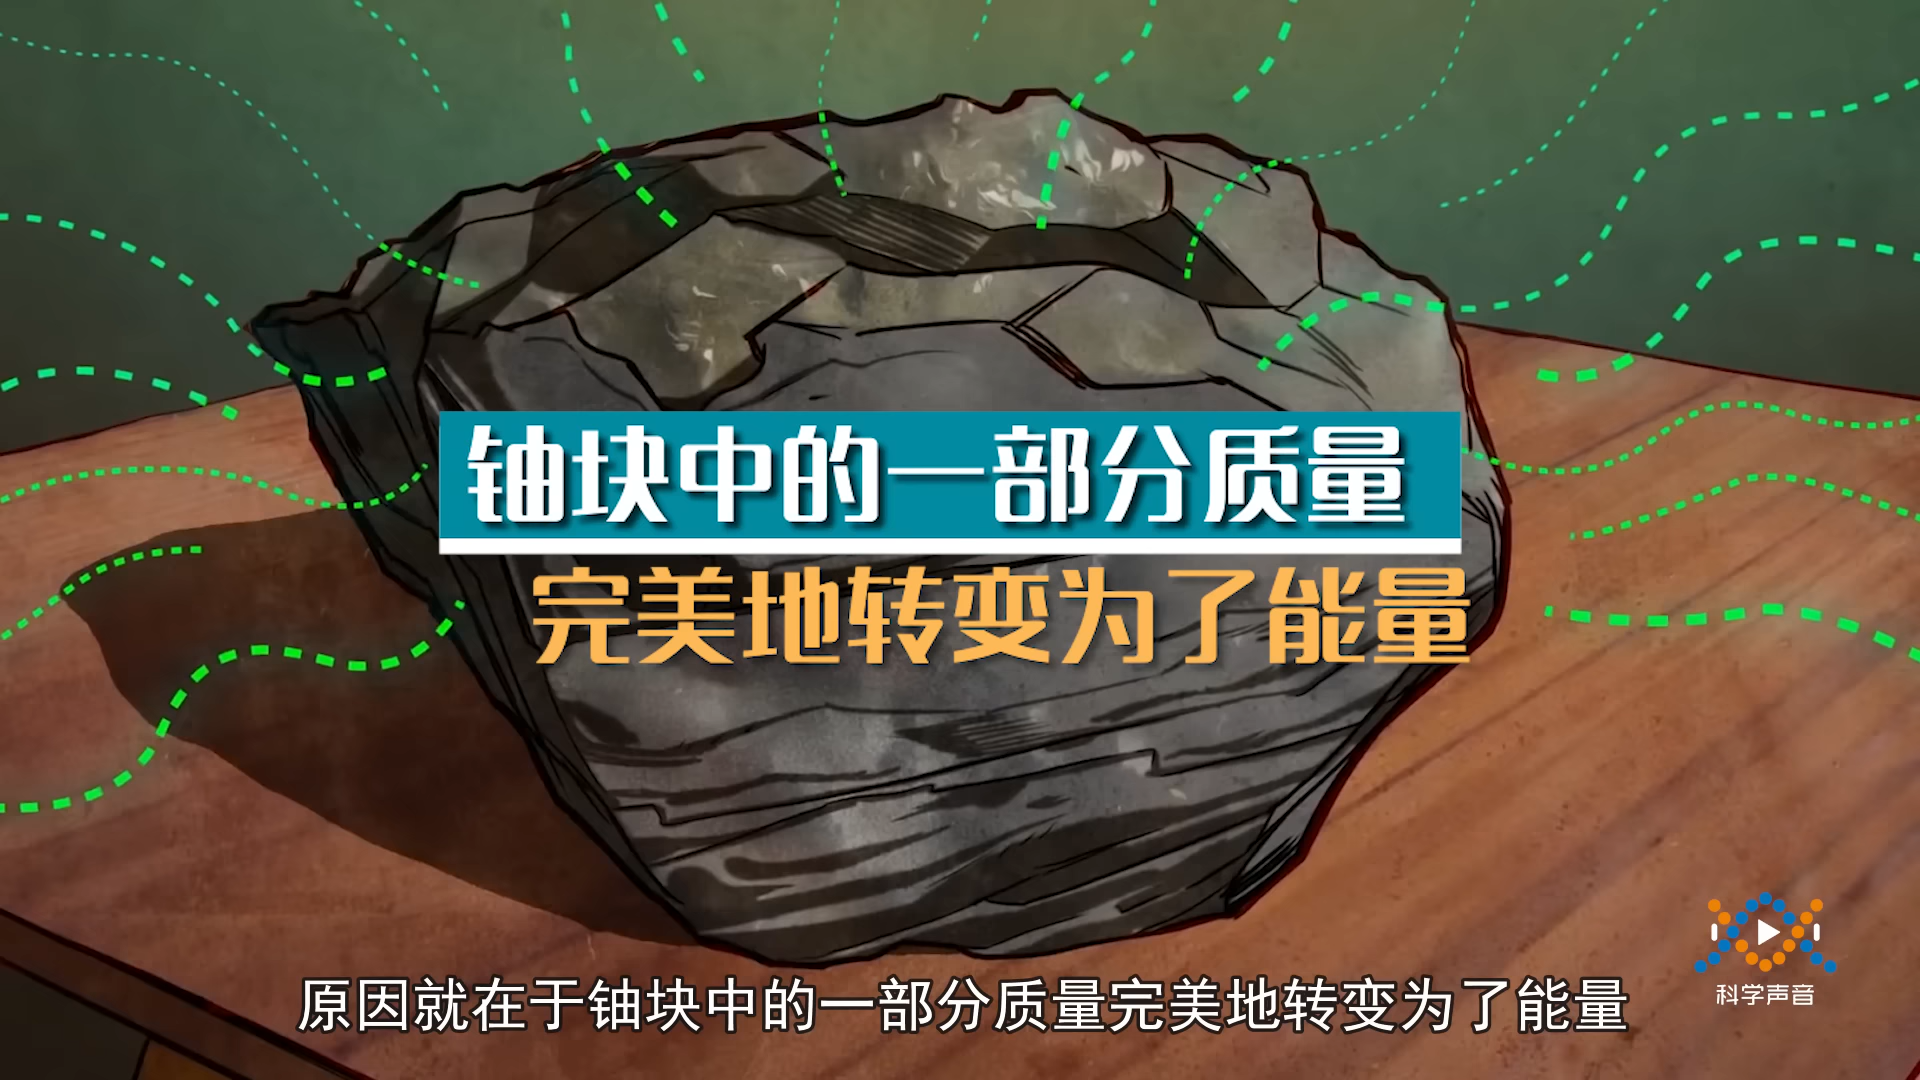 铀块中的一部分质量
完美地转变为了能量
科学声音
原因就在于铀块中的一部分质量完美地转变为了能量